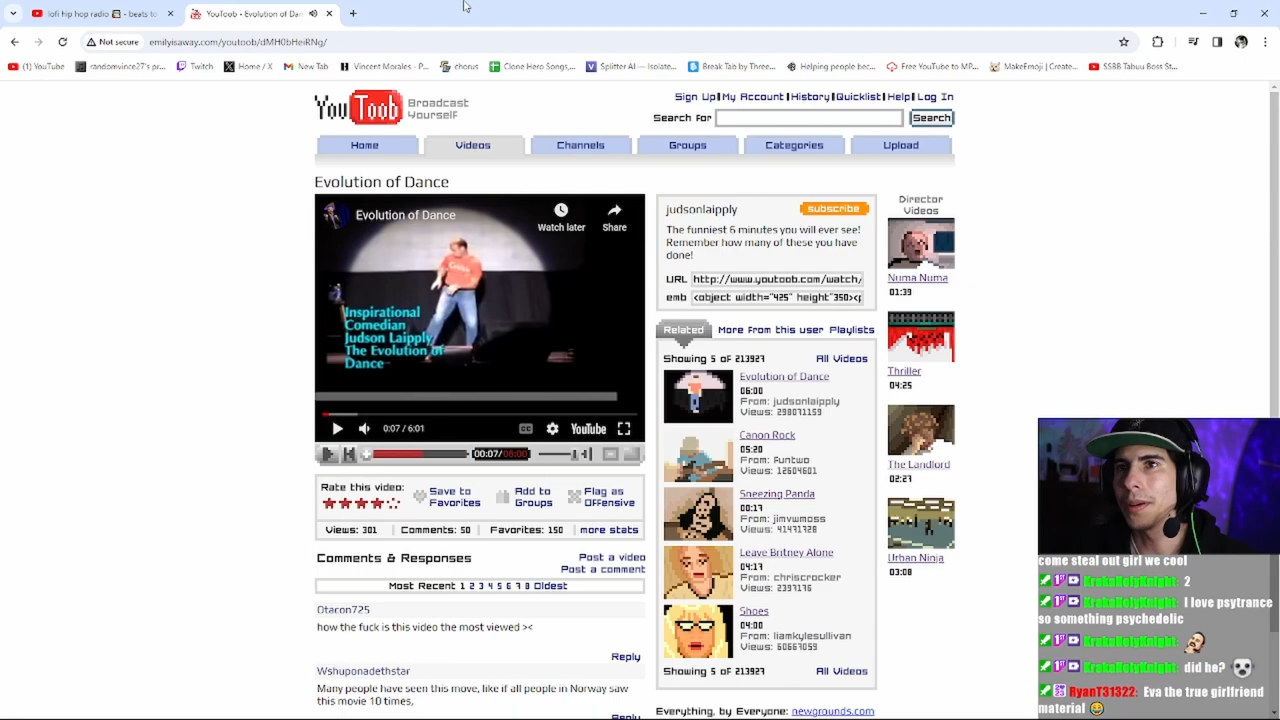 lofi hip hop radio 📚 - beats to
YouToob - Evolution of Dan
Not secure
emilyisaway.com/youtoob/dMH0bHeiRNg/
(1) YouTube
randomvince27's pr...
Twitch
Home / X
New Tab
Vincent Morales - P...
chorus
Clone Hero Songs,...
Splitter AI — Isolate...
Break Tab by Three...
Helping people bec...
Free YouTube to MP...
MakeEmoji | Create...
SSBB Tabuu Boss St...
YouToob
Broadcast
Yourself
Sign Up|My Account|History|Quicklist|Help|Log In
Search for
Search
Home
Videos
Channels
Groups
Categories
Upload
Evolution of Dance
Evolution of Dance
Watch later
Share
Inspirational
Comedian
Judson Laipply
The Evolution of
Dance
0:07 / 6:01
CC
YouTube
00:07/06:00
Rate this video:
Save to
Favorites
Add to
Groups
Flag as
Offensive
Views: 301 | Comments: 50 | Favorites: 150 | more stats
Comments & Responses
Post a video
Post a comment
Most Recent 1 2 3 4 5 6 7 8 Oldest
Otacon725
how the fuck is this video the most viewed ><
Reply
Wshuponadethstar
Many people have seen this move, like if all people in Norway saw
this movie 10 times,
Reply
judsonlaipply
subscribe
The funniest 6 minutes you will ever see!
Remember how many of these you have
done!
URL http://www.youtoob.com/watch/
emb <object width="425" height"350><p
Related
More from this user
Playlists
Showing 5 of 213927
All Videos
Evolution of Dance
06:00
From: judsonlaipply
Views: 298071159
Canon Rock
05:20
From: funtwo
Views: 12604601
Sneezing Panda
00:17
From: jimvwmoss
Views: 41471728
Leave Britney Alone
04:17
From: chriscrocker
Views: 2397176
Shoes
04:00
From: liamkylesullivan
Views: 60667059
Showing 5 of 213927
All Videos
Everything, by Everyone: newgrounds.com
Director
Videos
Numa Numa
01:39
Thriller
04:25
The Landlord
02:27
Urban Ninja
03:08
come steal out girl we cool
KrakaHolyKnight: 2
KrakaHolyKnight: I love psytrance
so something psychedelic
KrakaHolyKnight:
KrakaHolyKnight: did he?
RyanT31322: Eva the true girlfriend
material 😂